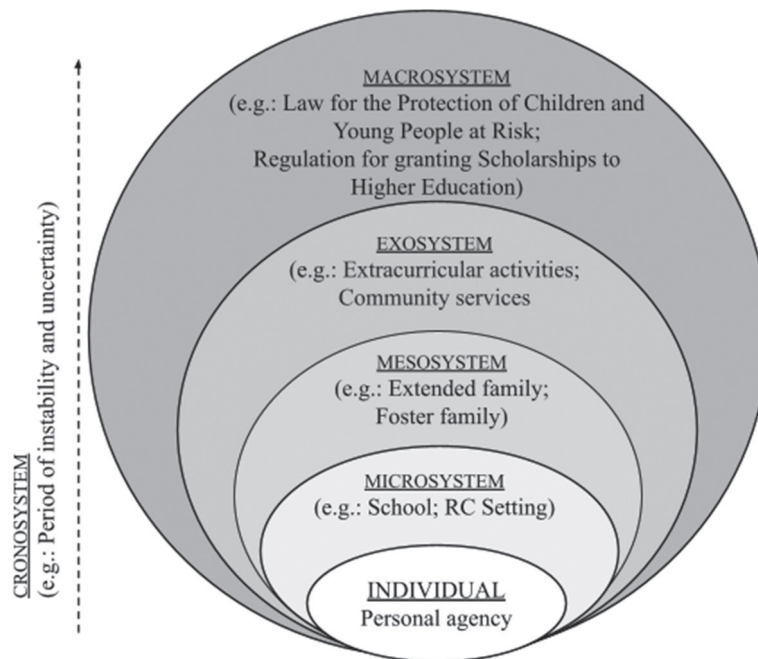 MACROSYSTEM
(e.g.: Law for the Protection of Children and
Young People at Risk;
Regulation for granting Scholarships to
Higher Education)
EXOSYSTEM
(e.g.: Extracurricular activities;
Community services
MESOSYSTEM
(e.g.: Extended family;
Foster family)
MICROSYSTEM
(e.g.: School; RC Setting)
INDIVIDUAL
Personal agency
CRONOSYSTEM
(e.g.: Period of instability and uncertainty)